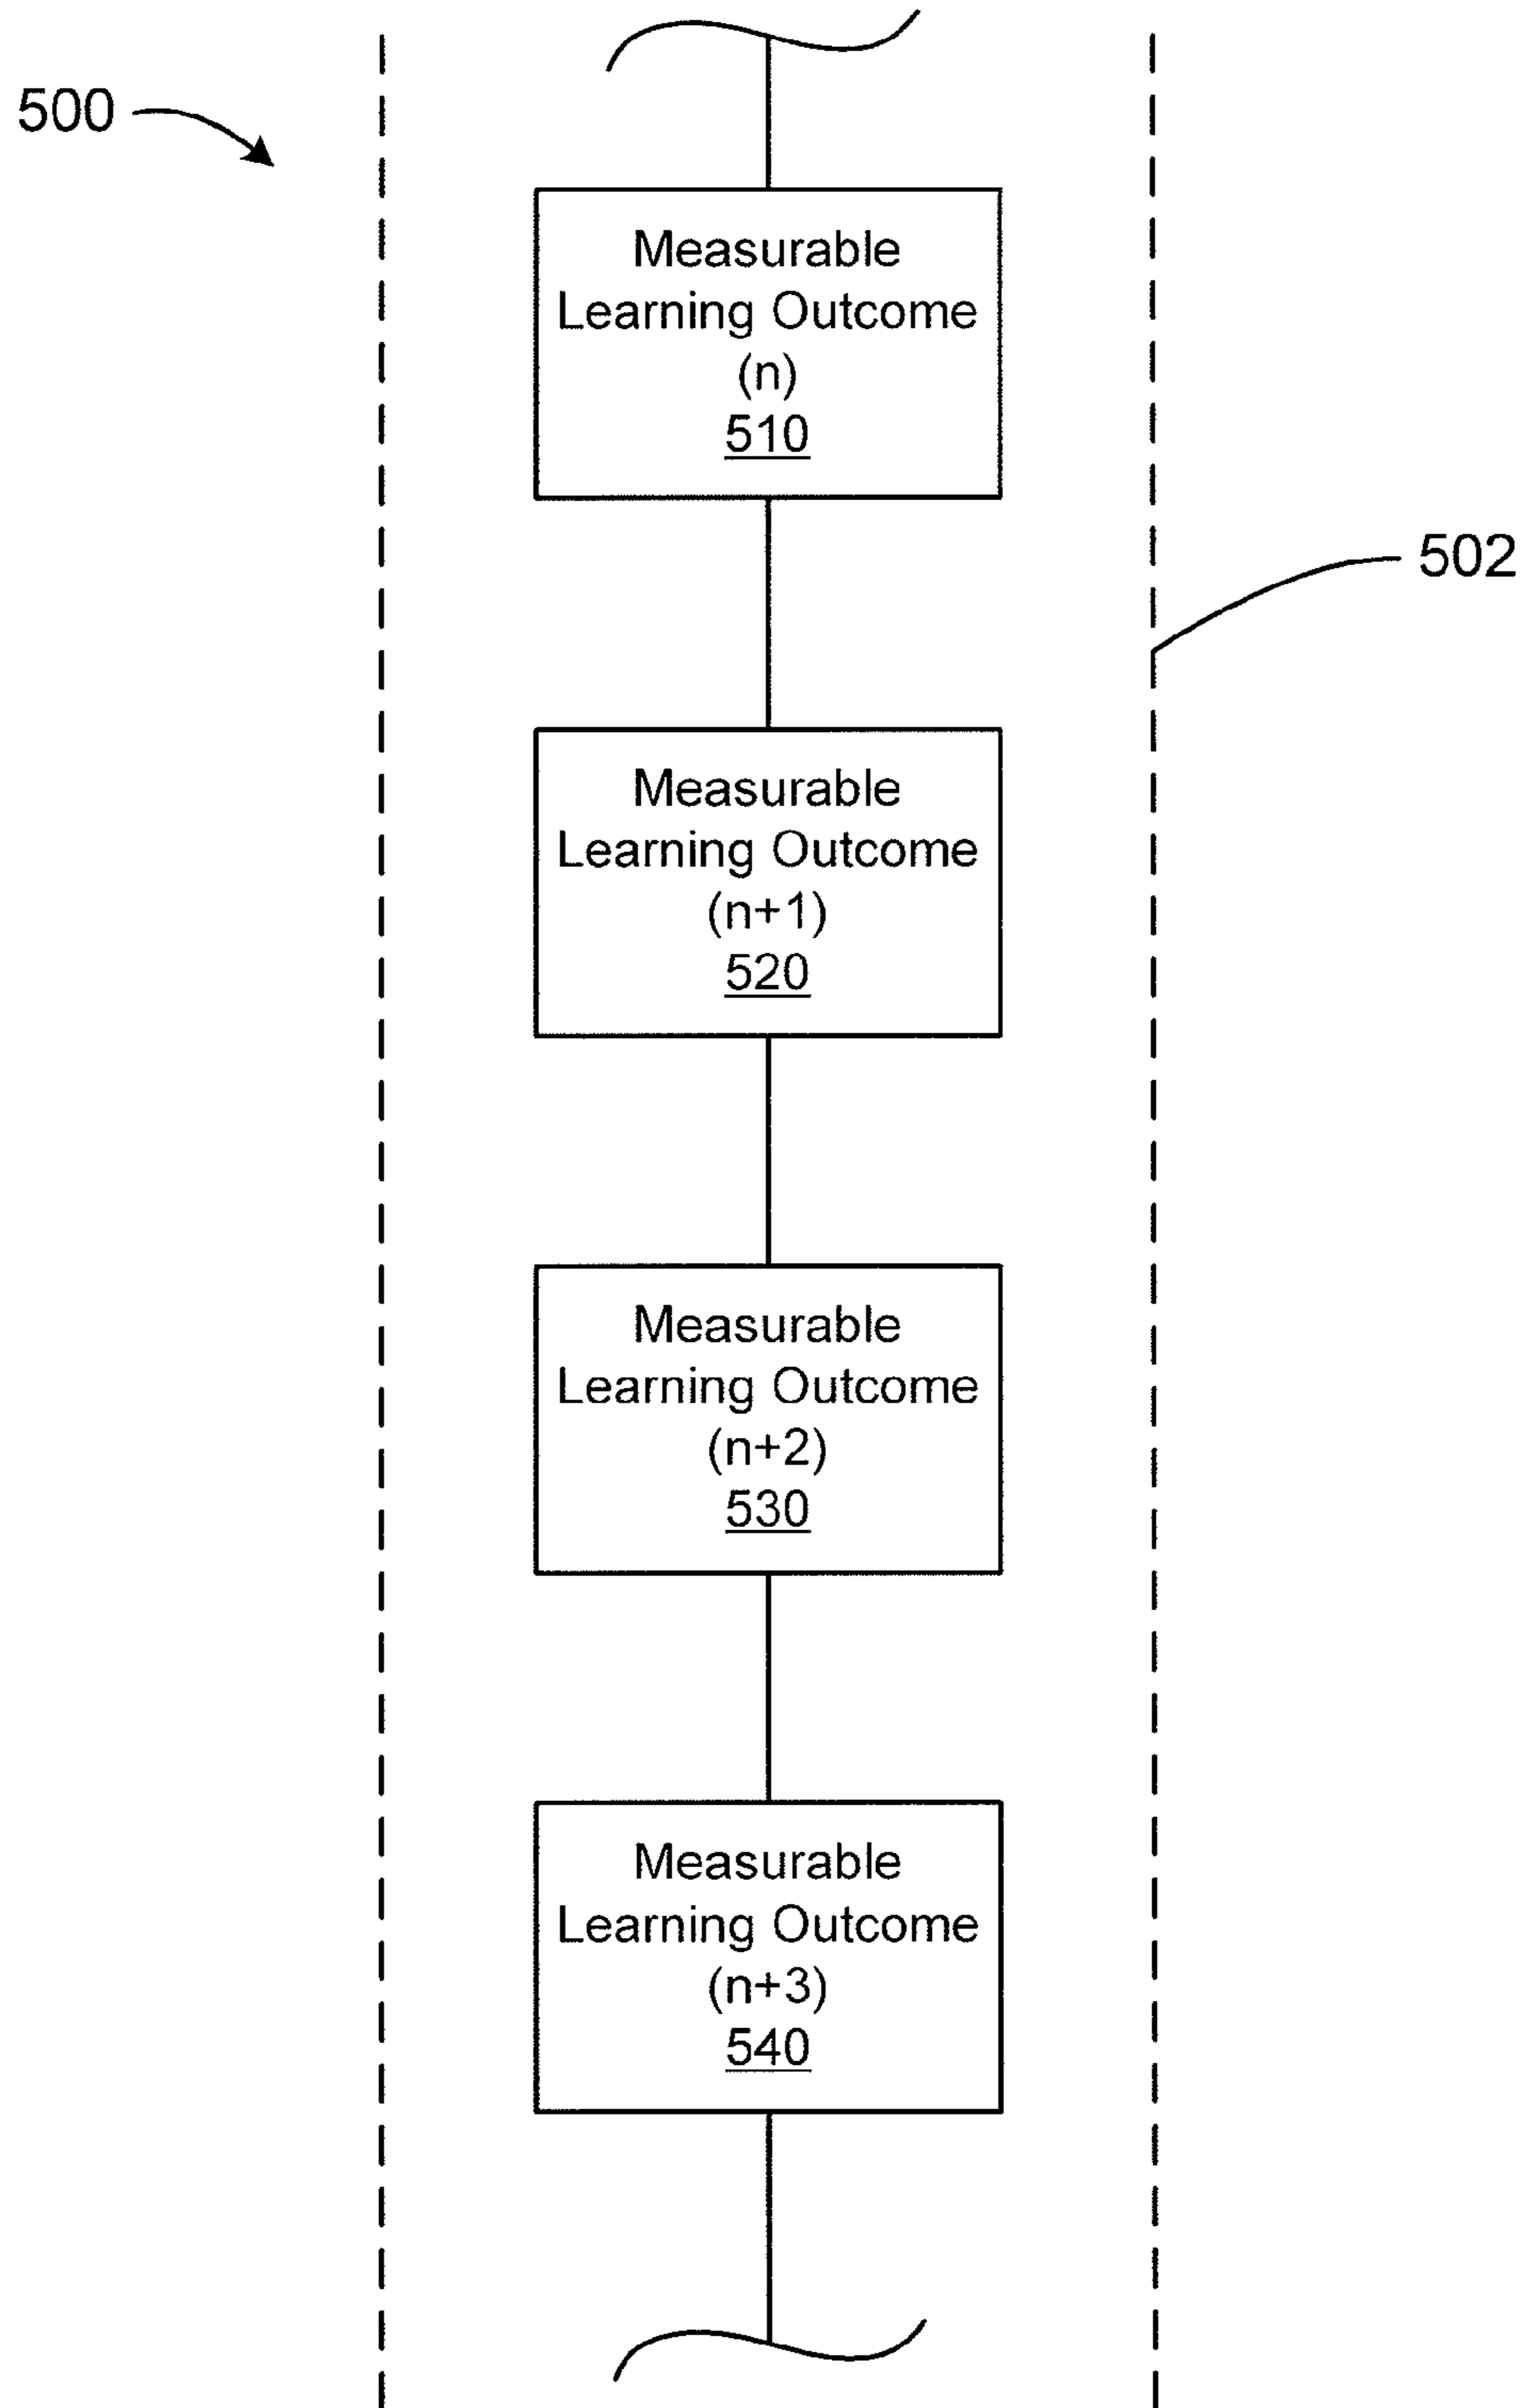 500
Measurable
Learning Outcome
(n)
510
502
Measurable
Learning Outcome
(n+1)
520
Measurable
Learning Outcome
(n+2)
530
Measurable
Learning Outcome
(n+3)
540